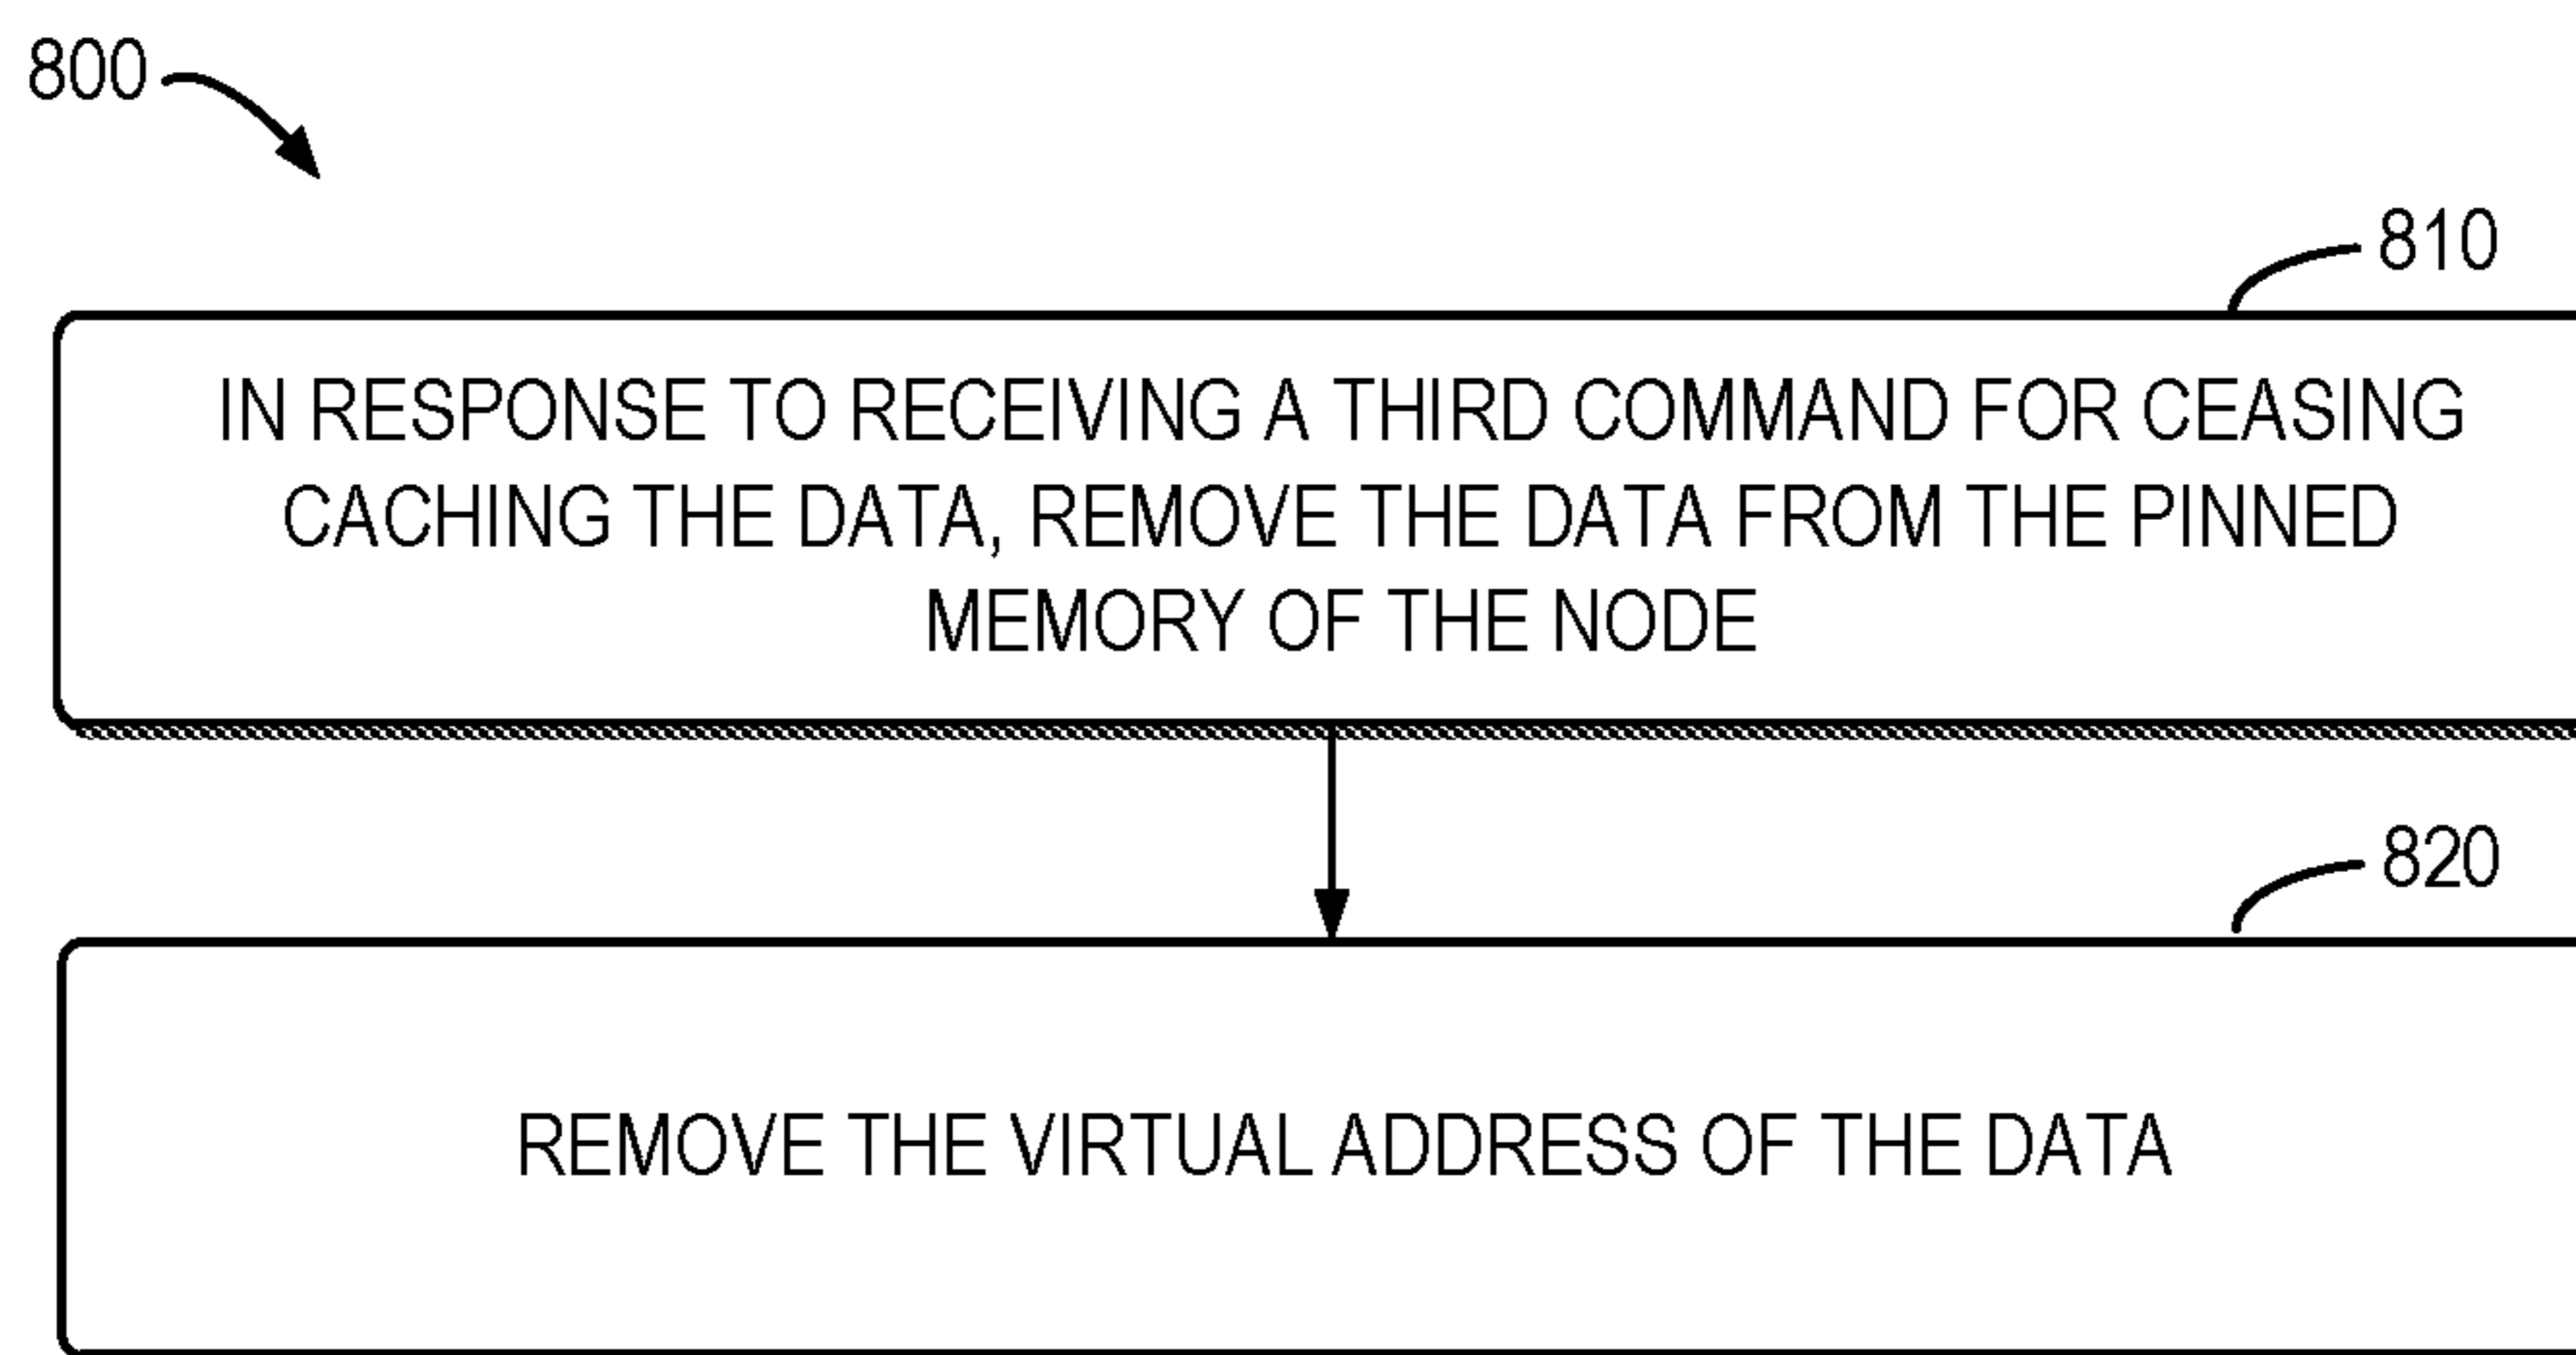 800
810
IN RESPONSE TO RECEIVING A THIRD COMMAND FOR CEASING
CACHING THE DATA, REMOVE THE DATA FROM THE PINNED
MEMORY OF THE NODE
820
REMOVE THE VIRTUAL ADDRESS OF THE DATA